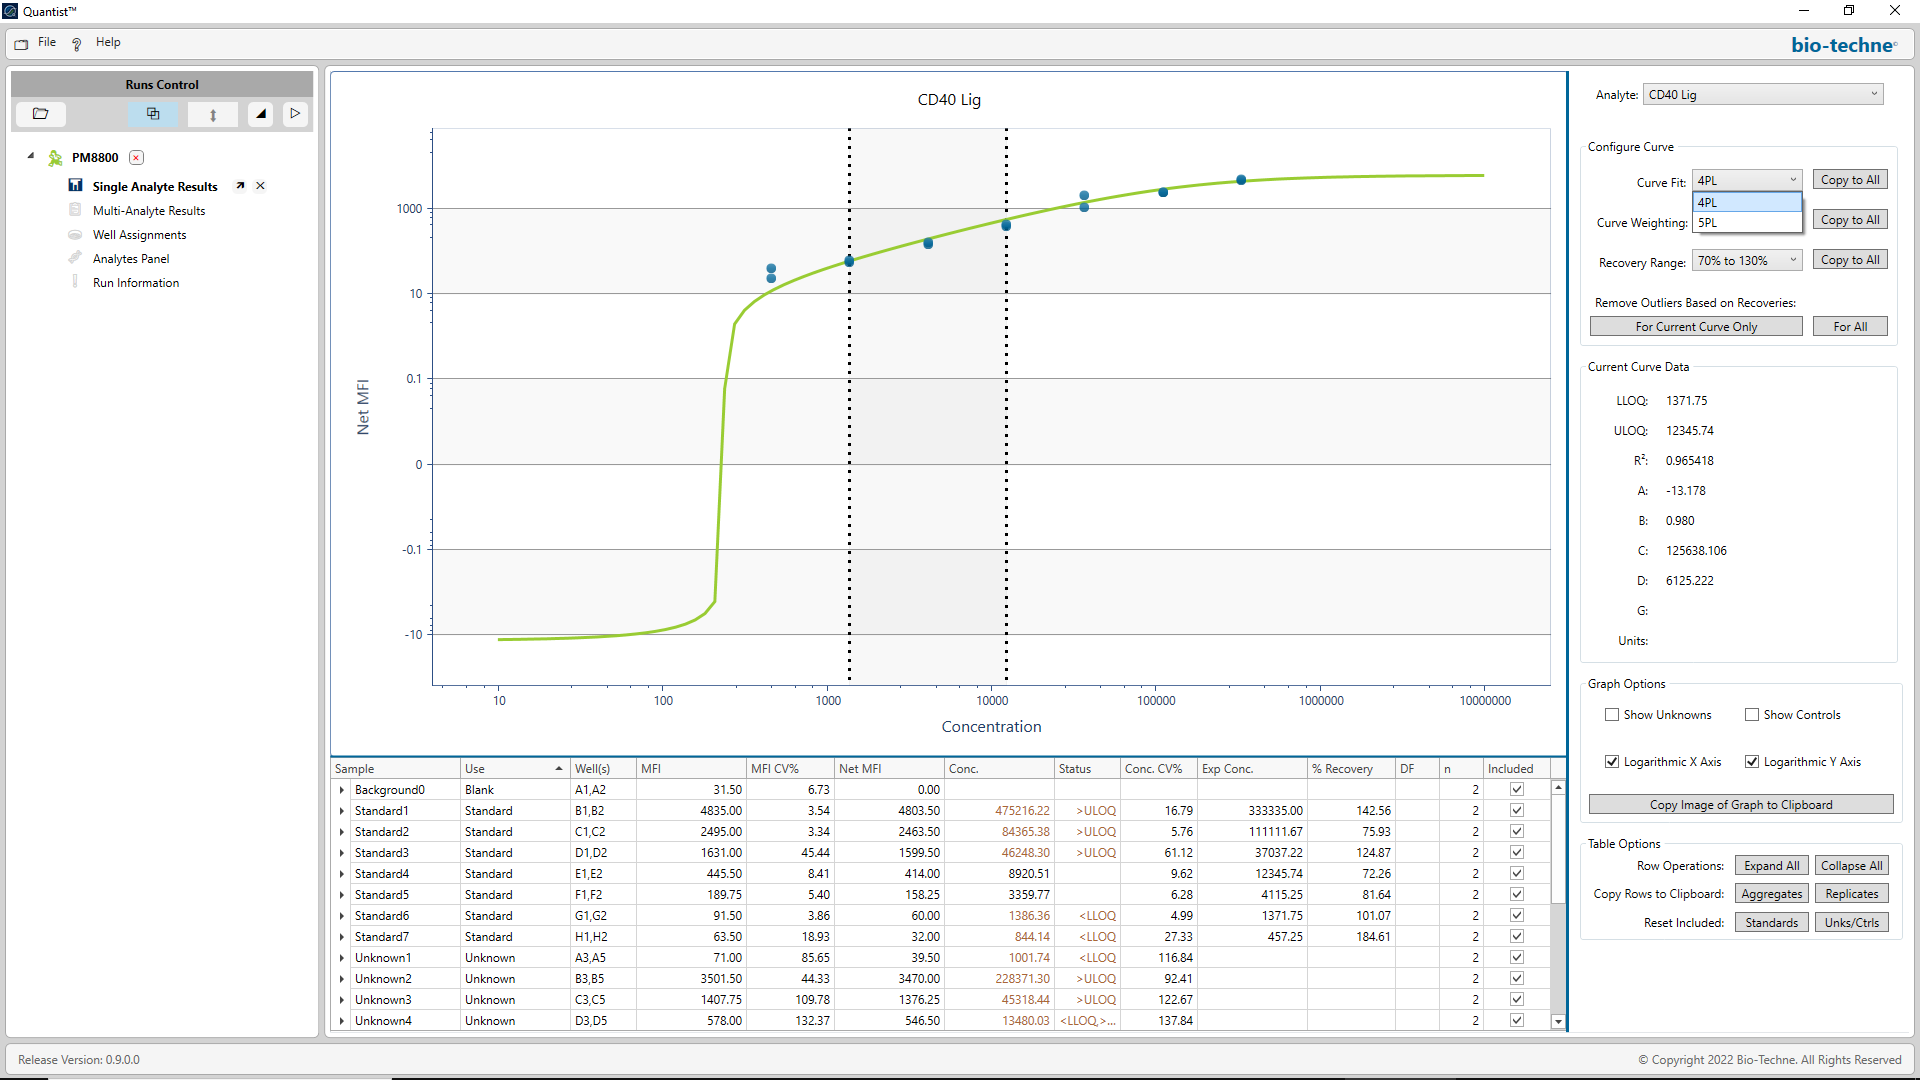 Quantist™
File
Help
bio-techne
Runs Control
PM8800
Single Analyte Results
Multi-Analyte Results
Well Assignments
Analytes Panel
Run Information
CD40 Lig
Net MFI
1000
10
0.1
0
-0.1
-10
10 100 1000 10000 100000 1000000 10000000
Concentration
Sample Use Well(s) MFI MFI CV% Net MFI Conc. Status Conc. CV% Exp Conc. % Recovery DF n Included
Background0 Blank A1,A2 31.50 6.73 0.00 2
Standard1 Standard B1,B2 4835.00 3.54 4803.50 475216.22 >ULOQ 16.79 333335.00 142.56 2
Standard2 Standard C1,C2 2495.00 3.34 2463.50 84365.38 >ULOQ 5.76 111111.67 75.93 2
Standard3 Standard D1,D2 1631.00 45.44 1599.50 46248.30 >ULOQ 61.12 37037.22 124.87 2
Standard4 Standard E1,E2 445.50 8.41 414.00 8920.51 9.62 12345.74 72.26 2
Standard5 Standard F1,F2 189.75 5.40 158.25 3359.77 6.28 4115.25 81.64 2
Standard6 Standard G1,G2 91.50 3.86 60.00 1386.36 <LLOQ 4.99 1371.75 101.07 2
Standard7 Standard H1,H2 63.50 18.93 32.00 844.14 <LLOQ 27.33 457.25 184.61 2
Unknown1 Unknown A3,A5 71.00 85.65 39.50 1001.74 <LLOQ 116.84 2
Unknown2 Unknown B3,B5 3501.50 44.33 3470.00 228371.30 >ULOQ 92.41 2
Unknown3 Unknown C3,C5 1407.75 109.78 1376.25 45318.44 >ULOQ 122.67 2
Unknown4 Unknown D3,D5 578.00 132.37 546.50 13480.03 <LLOQ,>... 137.84 2
Analyte: CD40 Lig
Configure Curve
Curve Fit: 4PL Copy to All
4PL
5PL
Curve Weighting: Copy to All
Recovery Range: 70% to 130% Copy to All
Remove Outliers Based on Recoveries:
For Current Curve Only For All
Current Curve Data
LLOQ: 1371.75
ULOQ: 12345.74
R²: 0.965418
A: -13.178
B: 0.980
C: 125638.106
D: 6125.222
G:
Units:
Graph Options
Show Unknowns Show Controls
Logarithmic X Axis Logarithmic Y Axis
Copy Image of Graph to Clipboard
Table Options
Row Operations: Expand All Collapse All
Copy Rows to Clipboard: Aggregates Replicates
Reset Included: Standards Unks/Ctrls
Release Version: 0.9.0.0
© Copyright 2022 Bio-Techne. All Rights Reserved